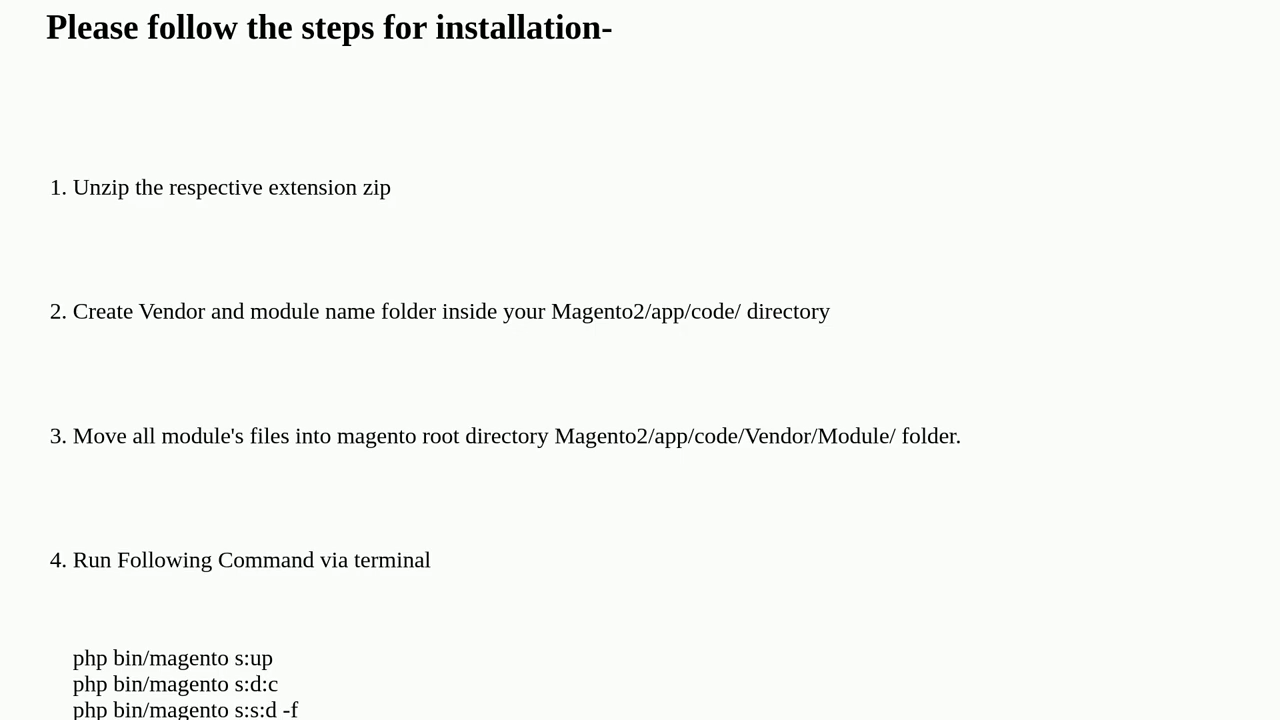 Please follow the steps for installation-
1. Unzip the respective extension zip
2. Create Vendor and module name folder inside your Magento2/app/code/ directory
3. Move all module's files into magento root directory Magento2/app/code/Vendor/Module/ folder.
4. Run Following Command via terminal
php bin/magento s:up
php bin/magento s:d:c
php bin/magento s:s:d -f